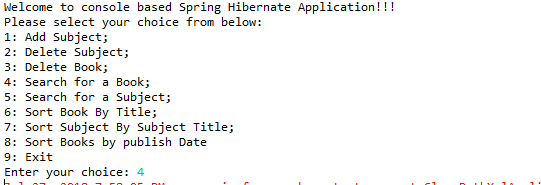 Welcome to console based Spring Hibernate Application!!!
Please select your choice from below:
1: Add Subject;
2: Delete Subject;
3: Delete Book;
4: Search for a Book;
5: Search for a Subject;
6: Sort Book By Title;
7: Sort Subject By Subject Title;
8: Sort Books by publish Date
9: Exit
Enter your choice: 4